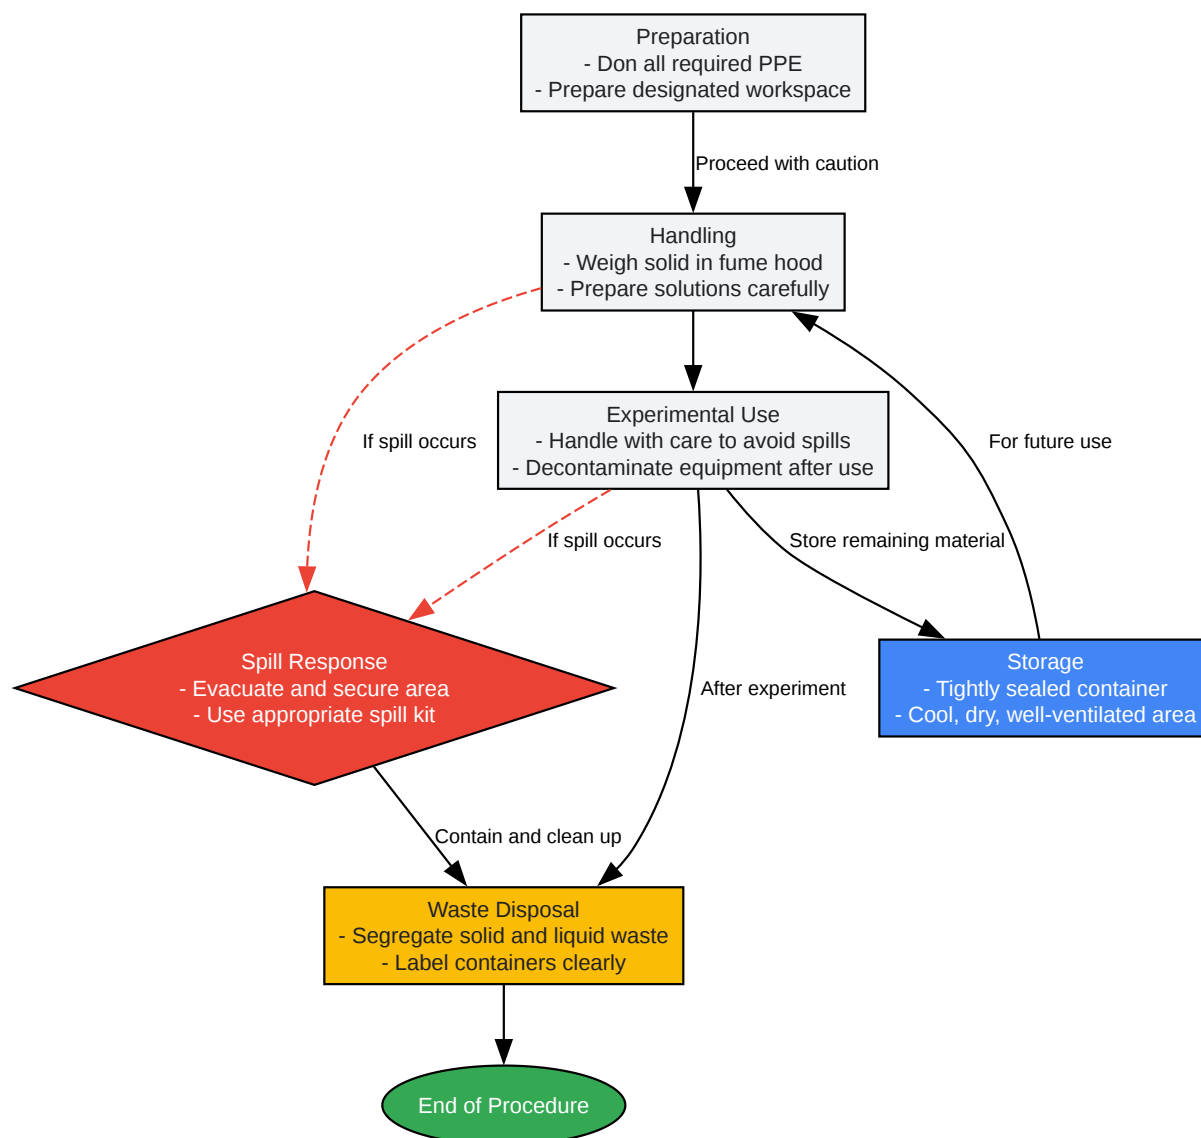 Preparation
- Don all required PPE
- Prepare designated workspace
Proceed with caution
Handling
- Weigh solid in fume hood
- Prepare solutions carefully
Experimental Use
- Handle with care to avoid spills
- Decontaminate equipment after use
If spill occurs
For future use
If spill occurs
Store remaining material
Spill Response
- Evacuate and secure area
- Use appropriate spill kit
After experiment
Storage
- Tightly sealed container
- Cool, dry, well-ventilated area
Contain and clean up
Waste Disposal
- Segregate solid and liquid waste
- Label containers clearly
End of Procedure